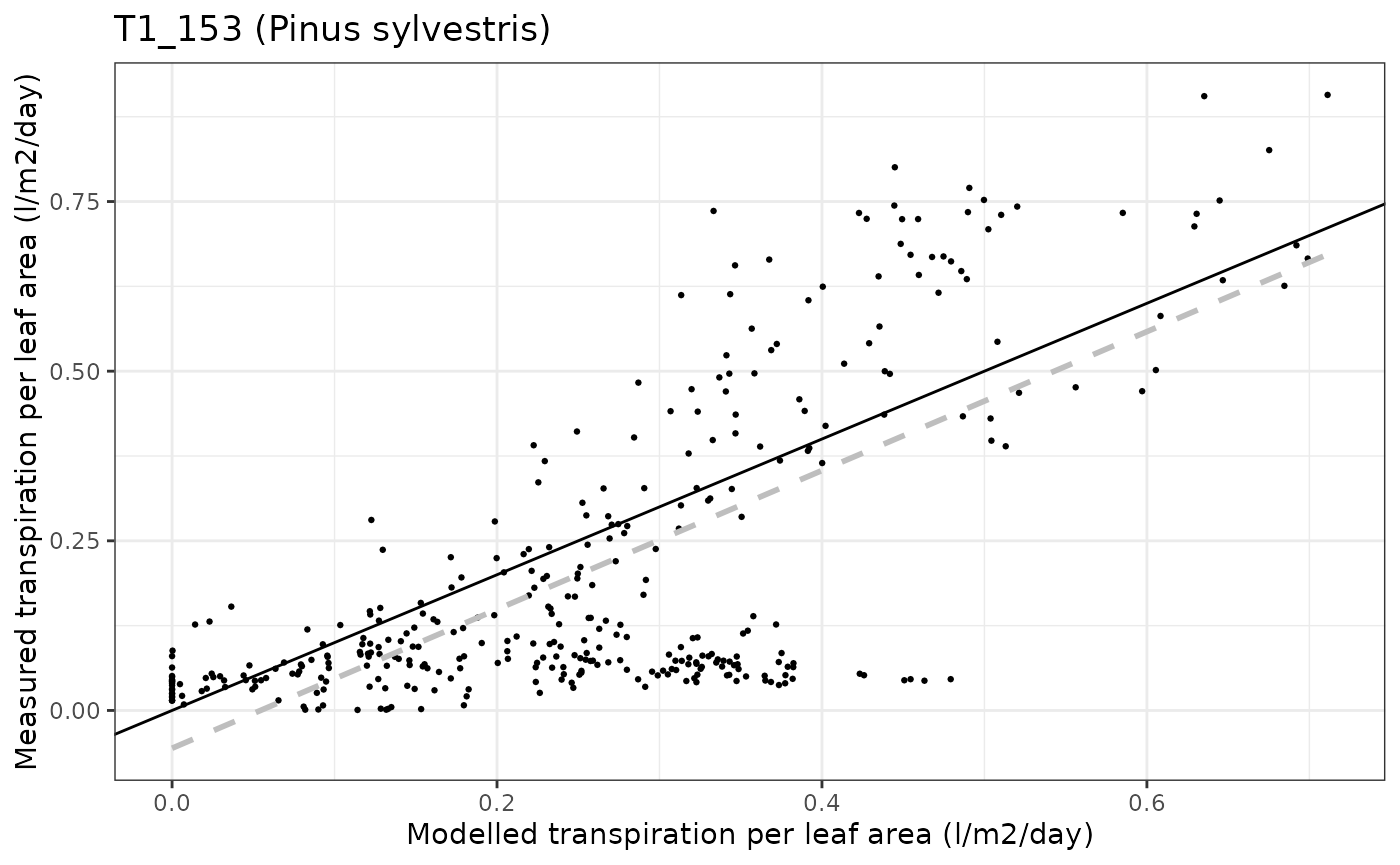 T1_153 (Pinus sylvestris)
Measured transpiration per leaf area (l/m2/day)
0.75
0.50
0.25
0.00
0.0 0.2 0.4 0.6
Modelled transpiration per leaf area (l/m2/day)